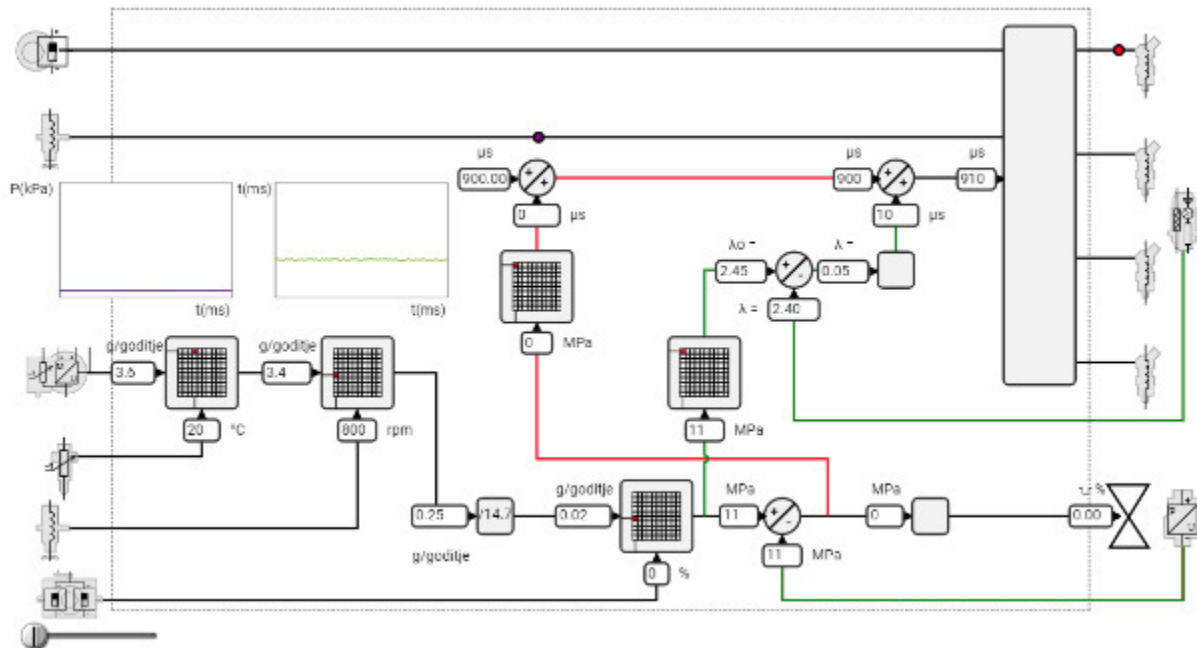 μs
900.00
0
μs
μs
900
μs
910
10
μs
P(kPa)
t(ms)
t(ms)
t(ms)
λo =
2.45
λ =
0.05
λ =
2.40
0
MPa
g/goditje
3.6
g/goditje
3.4
20
°C
800
rpm
11
MPa
0.25
g/goditje
/14.7
g/goditje
0.02
0
%
MPa
11
11
MPa
MPa
0
%
0.00